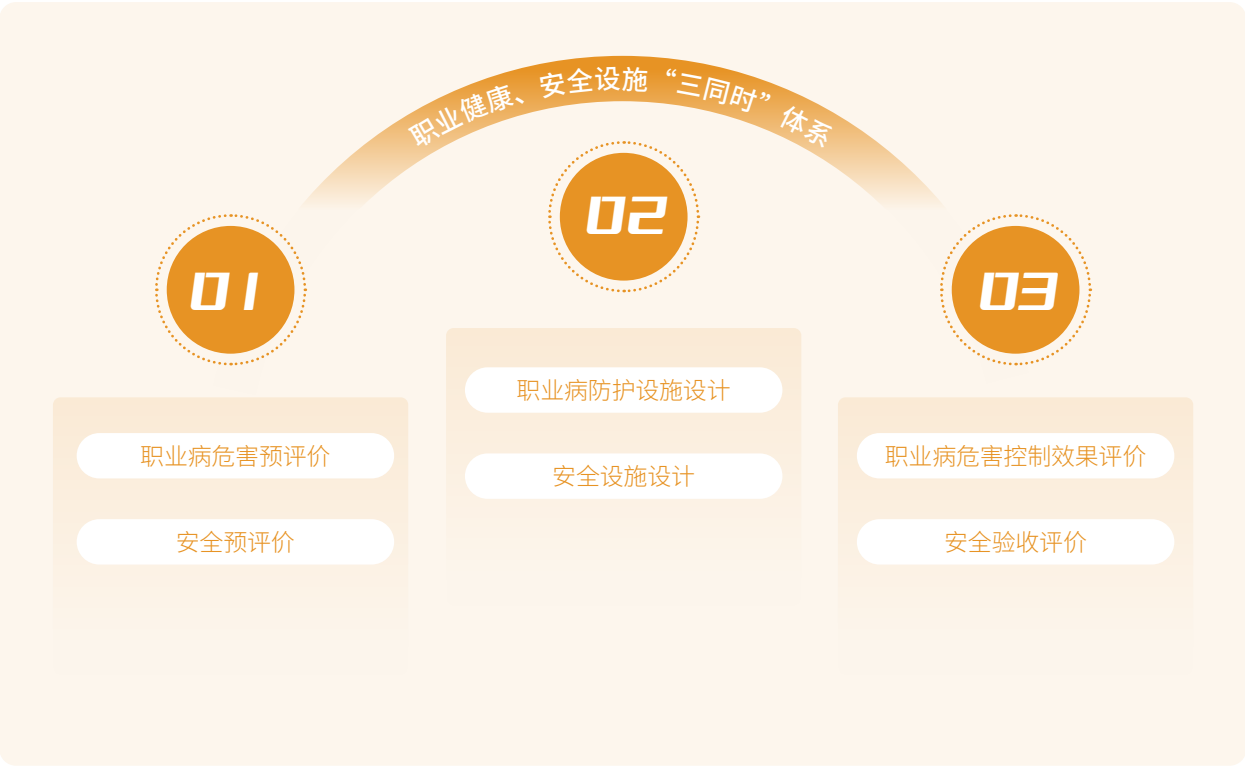 职业健康、安全设施“三同时”体系
01
职业病危害预评价
安全预评价
02
职业病防护设施设计
安全设施设计
03
职业病危害控制效果评价
安全验收评价